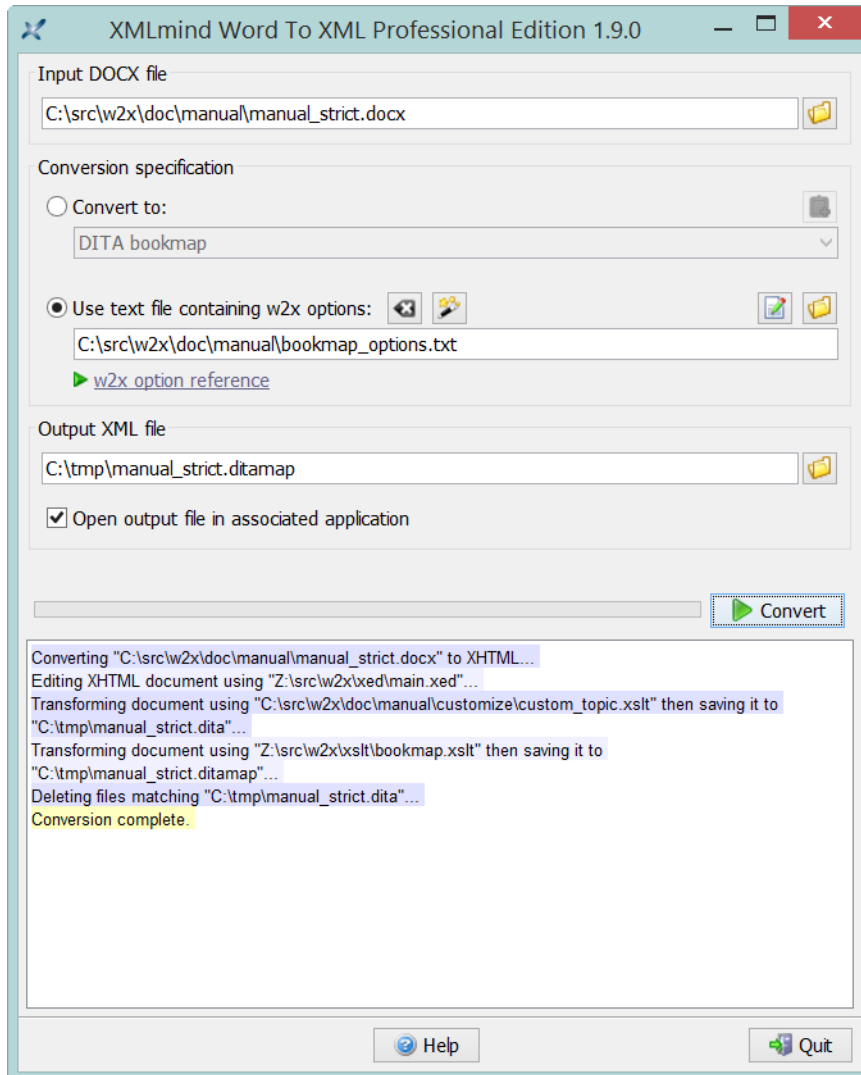 XMLmind Word To XML Professional Edition 1.9.0
Input DOCX file
C:\src\w2x\doc\manual\manual_strict.docx
Conversion specification
Convert to:
DITA bookmap
Use text file containing w2x options:
C:\src\w2x\doc\manual\bookmap_options.txt
w2x option reference
Output XML file
C:\tmp\manual_strict.ditamap
Open output file in associated application
Convert
Converting "C:\src\w2x\doc\manual\manual_strict.docx" to XHTML...
Editing XHTML document using "Z:\src\w2x\xed\main.xed"...
Transforming document using "C:\src\w2x\doc\manual\customize\custom_topic.xslt" then saving it to
"C:\tmp\manual_strict.dita"...
Transforming document using "Z:\src\w2x\xslt\bookmap.xslt" then saving it to
"C:\tmp\manual_strict.ditamap"...
Deleting files matching "C:\tmp\manual_strict.dita"...
Conversion complete.
Help
Quit